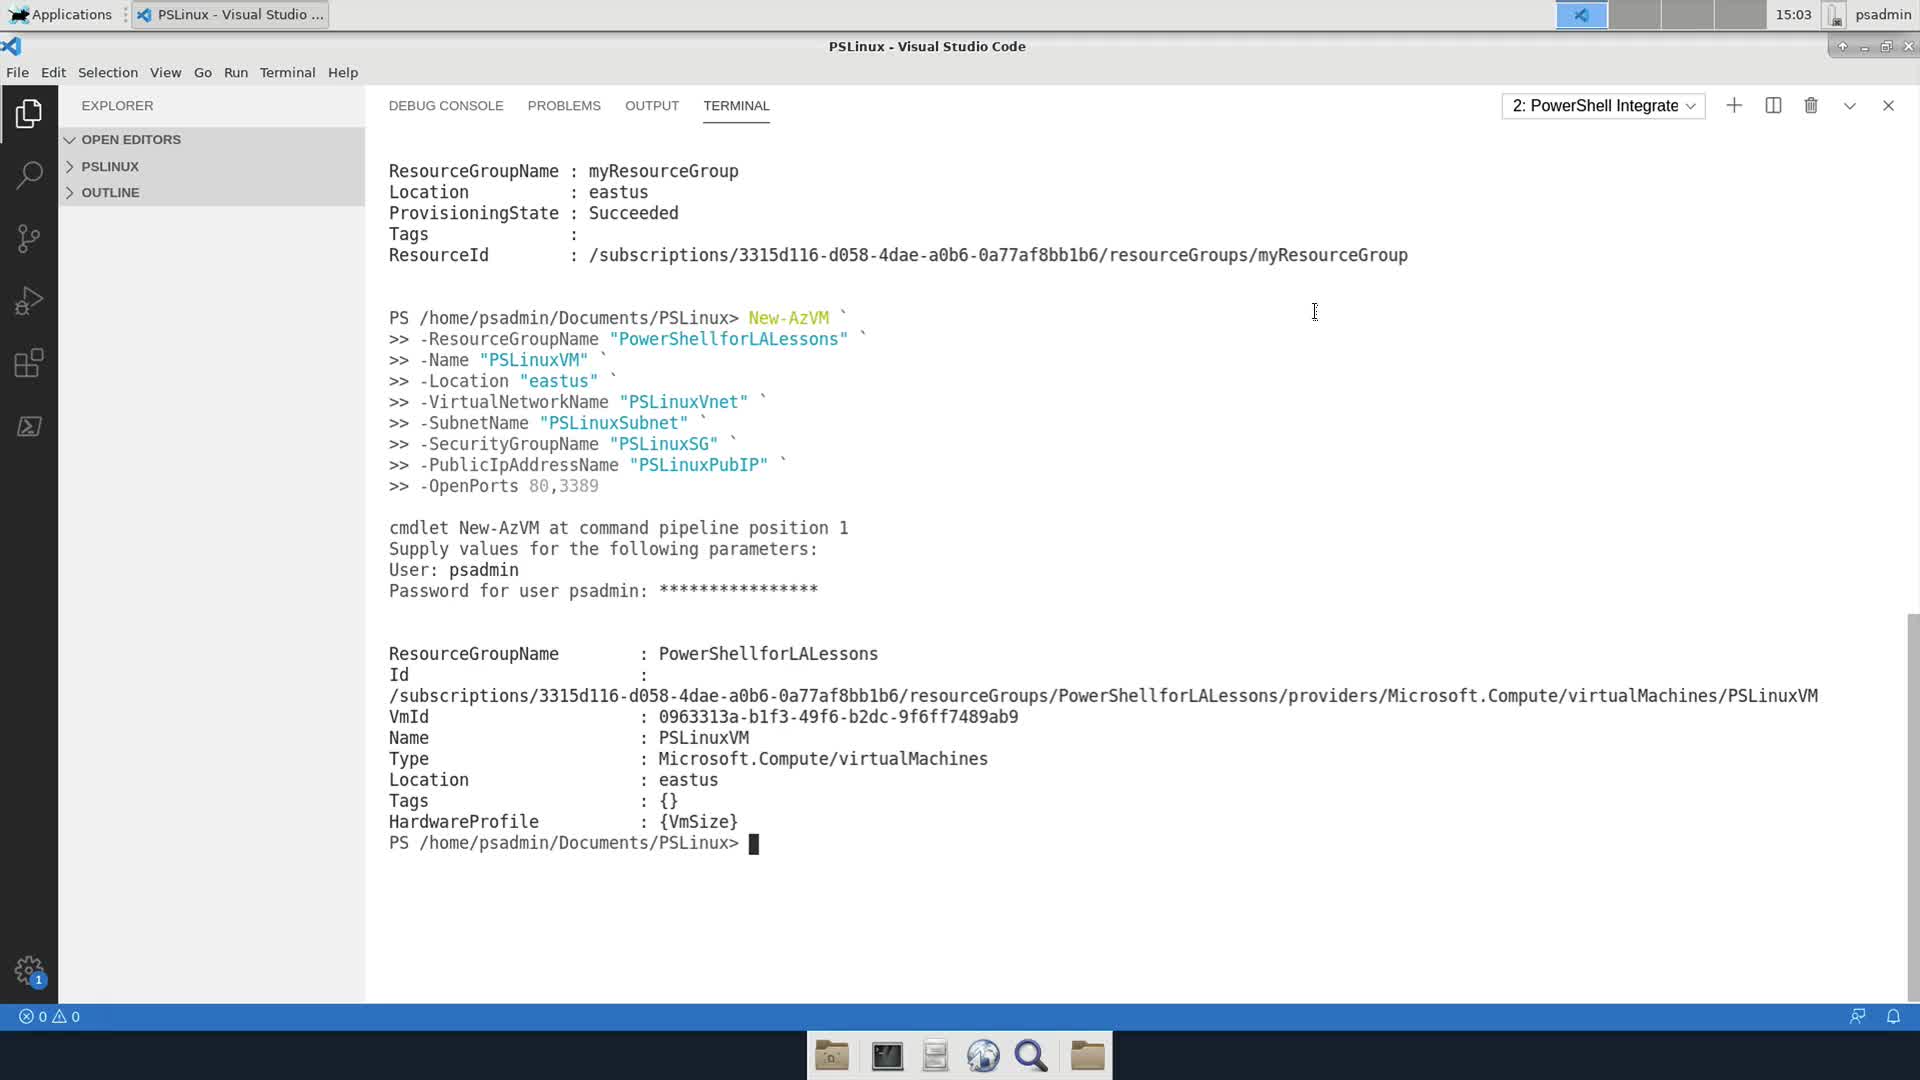 Applications
PSLinux - Visual Studio ...
15:03
psadmin
PSLinux - Visual Studio Code
File Edit Selection View Go Run Terminal Help
EXPLORER
OPEN EDITORS
PSLINUX
OUTLINE
DEBUG CONSOLE PROBLEMS OUTPUT TERMINAL
2: PowerShell Integrate
ResourceGroupName : myResourceGroup
Location : eastus
ProvisioningState : Succeeded
Tags :
ResourceId : /subscriptions/3315d116-d058-4dae-a0b6-0a77af8bb1b6/resourceGroups/myResourceGroup
PS /home/psadmin/Documents/PSLinux> New-AzVM `
>> -ResourceGroupName "PowerShellforLALessons" `
>> -Name "PSLinuxVM" `
>> -Location "eastus" `
>> -VirtualNetworkName "PSLinuxVnet" `
>> -SubnetName "PSLinuxSubnet" `
>> -SecurityGroupName "PSLinuxSG" `
>> -PublicIpAddressName "PSLinuxPubIP" `
>> -OpenPorts 80,3389
cmdlet New-AzVM at command pipeline position 1
Supply values for the following parameters:
User: psadmin
Password for user psadmin: ****************
ResourceGroupName : PowerShellforLALessons
Id :
/subscriptions/3315d116-d058-4dae-a0b6-0a77af8bb1b6/resourceGroups/PowerShellforLALessons/providers/Microsoft.Compute/virtualMachines/PSLinuxVM
VmId : 0963313a-b1f3-49f6-b2dc-9f6ff7489ab9
Name : PSLinuxVM
Type : Microsoft.Compute/virtualMachines
Location : eastus
Tags : {}
HardwareProfile : {VmSize}
PS /home/psadmin/Documents/PSLinux>
1
0 0